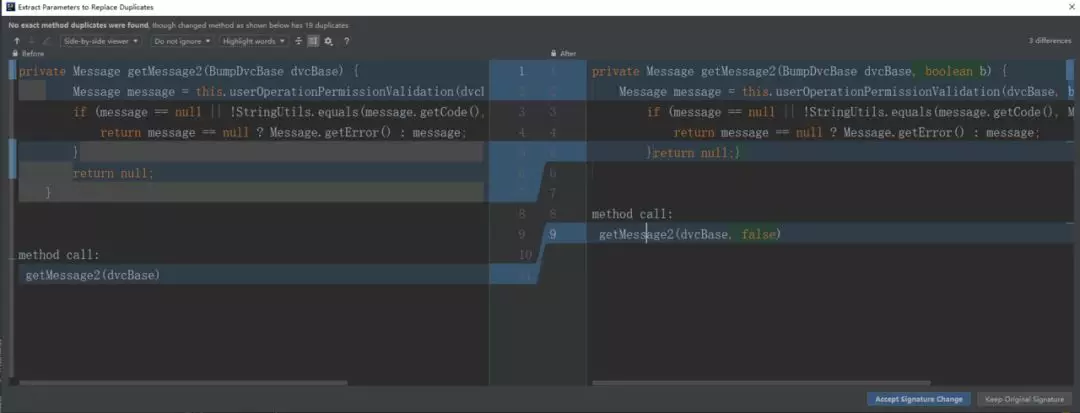 Extract Parameters to Replace Duplicates
No exact method duplicates were found, though changed method as shown below has 19 duplicates
Side-by-side viewer Do not ignore Highlight words ? 3 differences
Before After
private Message getMessage2(BumpDvcBase dvcBase) {
Message message = this.userOperationPermissionValidation(dvcl
if (message == null || !StringUtils.equals(message.getCode(),
return message == null ? Message.getError() : message;
}
return null;
}
method call:
getMessage2(dvcBase)
1
2
3
4
5
6
7
8
9
10
11
1
2
3
4
5
6
7
8
9
private Message getMessage2(BumpDvcBase dvcBase, boolean b) {
Message message = this.userOperationPermissionValidation(dvcBase, b
if (message == null || !StringUtils.equals(message.getCode(), M
return message == null ? Message.getError() : message;
}return null;}
method call:
getMessage2(dvcBase, false)
Accept Signature Change Keep Original Signature